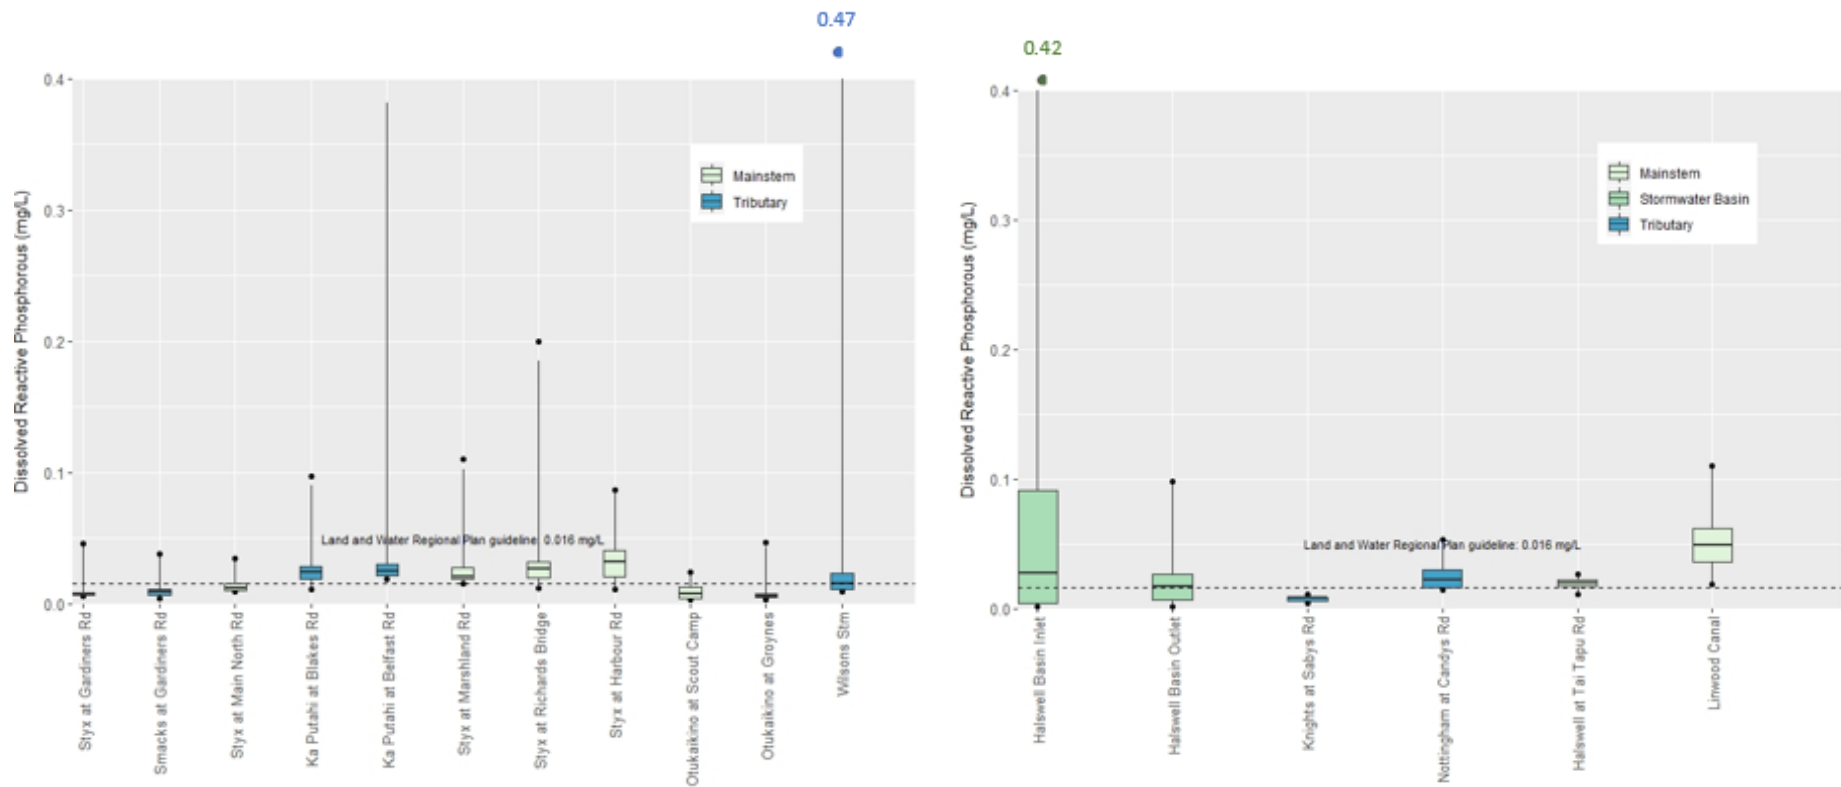 0.47
0.4
0.3
0.2
0.1
0.0
Dissolved Reactive Phosphorous (mg/L)
Mainstem
Tributary
Land and Water Regional Plan guideline: 0.016 mg/L
Styx at Gardiners Rd
Smacks at Gardiners Rd
Styx at Main North Rd
Ka Putahi at Blakes Rd
Ka Putahi at Belfast Rd
Styx at Marshland Rd
Styx at Richards Bridge
Styx at Harbour Rd
Otukaikino at Scout Camp
Otukaikino at Groynes
Wilsons Stm
0.42
0.4
0.3
0.2
0.1
0.0
Dissolved Reactive Phosphorous (mg/L)
Mainstem
Stormwater Basin
Tributary
Land and Water Regional Plan guideline: 0.016 mg/L
Halswell Basin Inlet
Halswell Basin Outlet
Knights at Sabys Rd
Nottingham at Candys Rd
Halswell at Tai Tapu Rd
Linwood Canal